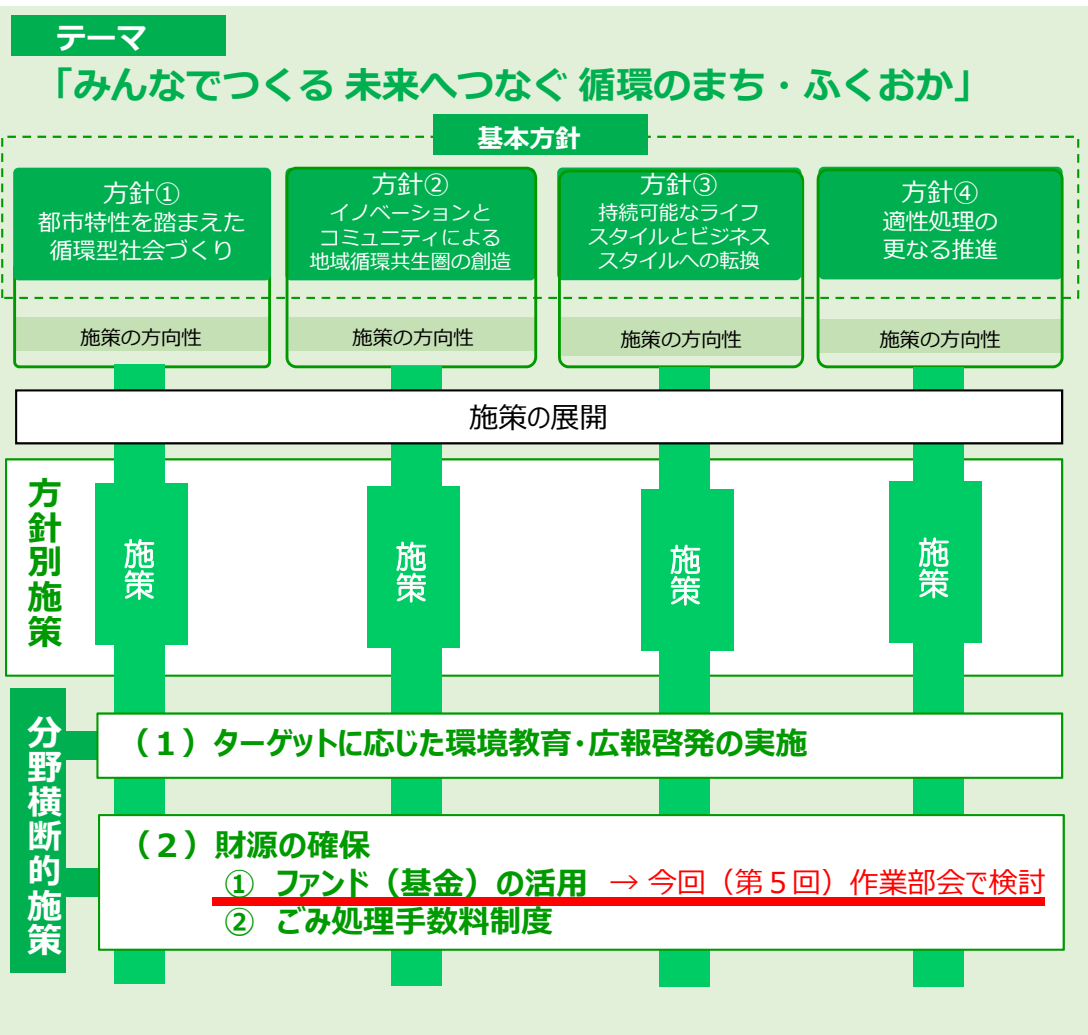 テーマ
「みんなでつくる 未来へつなぐ 循環のまち・ふくおか」
基本方針
方針①
都市特性を踏まえた
循環型社会づくり
施策の方向性
方針②
イノベーションと
コミュニティによる
地域循環共生圏の創造
施策の方向性
方針③
持続可能なライフ
スタイルとビジネス
スタイルへの転換
施策の方向性
方針④
適性処理の
更なる推進
施策の方向性
施策の展開
方針別施策
施策
施策
施策
施策
分野横断的施策
（１）ターゲットに応じた環境教育・広報啓発の実施
（２）財源の確保
① ファンド（基金）の活用 → 今回（第５回）作業部会で検討
② ごみ処理手数料制度